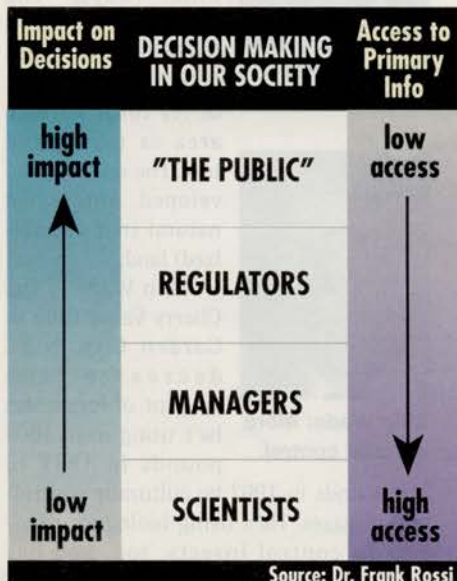 Impact on
Decisions
DECISION MAKING
IN OUR SOCIETY
Access to
Primary
Info
high
impact
"THE PUBLIC"
low
access
REGULATORS
MANAGERS
low
impact
SCIENTISTS
high
access
Source: Dr. Frank Rossi